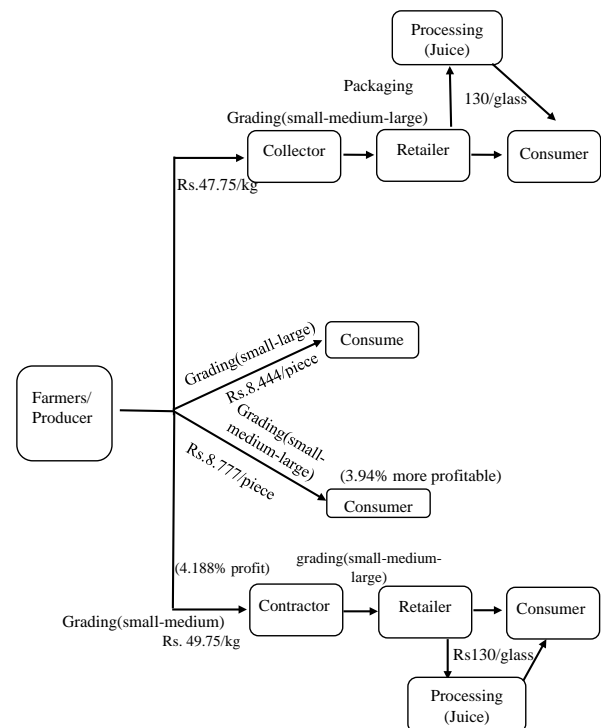 Processing
(Juice)
Packaging
130/glass
Grading(small-medium-large)
Collector
Retailer
Consumer
Rs.47.75/kg
Grading(small-large)
Consume
Rs.8.444/piece
Farmers/
Producer
Grading(small-
medium-large)
Rs.8.777/piece
(3.94% more profitable)
Consumer
(4.188% profit)
grading(small-medium-
large)
Contractor
Retailer
Consumer
Grading(small-medium)
Rs. 49.75/kg
Rs130/glass
Processing
(Juice)